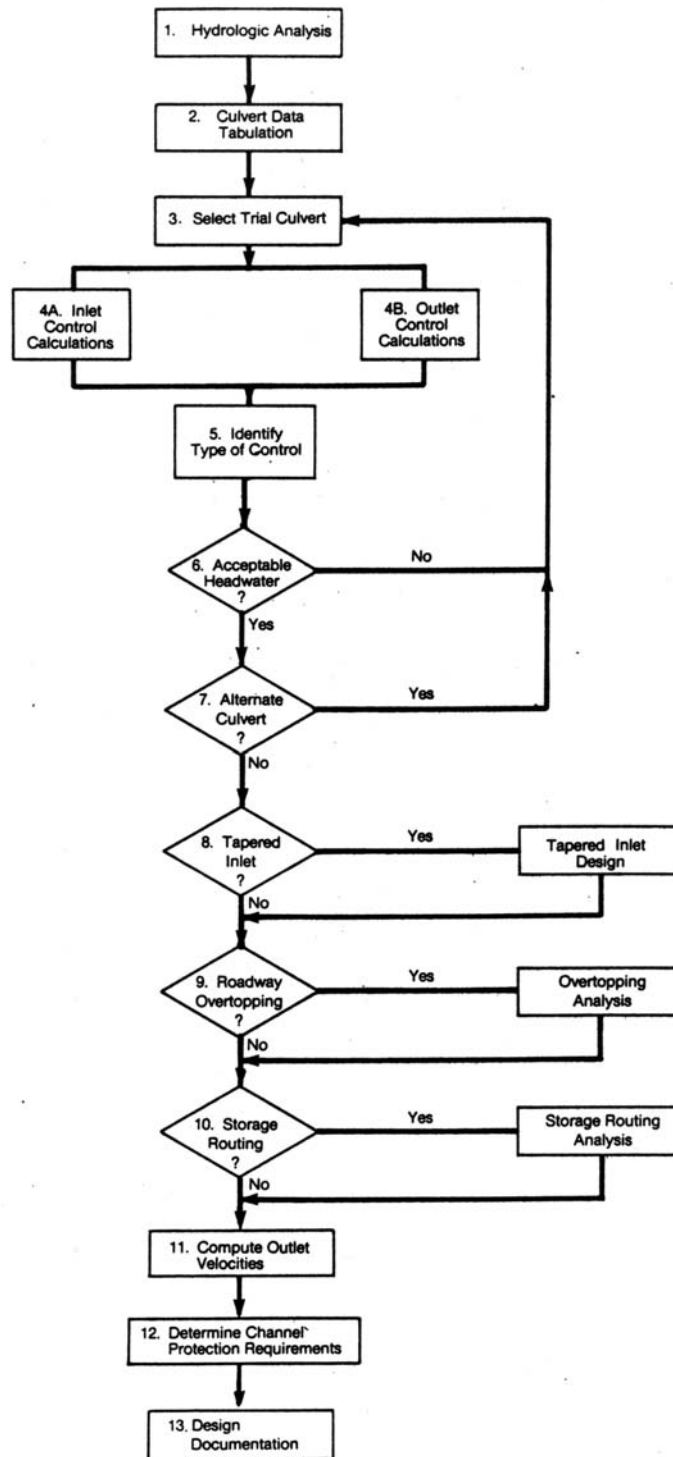 1. Hydrologic Analysis
2. Culvert Data
Tabulation
3. Select Trial Culvert
4A. Inlet
Control
Calculations
4B. Outlet
Control
Calculations
5. Identify
Type of Control
6. Acceptable
Headwater
?
No
Yes
7. Alternate
Culvert
?
Yes
No
8. Tapered
Inlet
?
Yes
Tapered Inlet
Design
No
9. Roadway
Overtopping
?
Yes
Overtopping
Analysis
No
10. Storage
Routing
?
Yes
Storage Routing
Analysis
No
11. Compute Outlet
Velocities
12. Determine Channel
Protection Requirements
13. Design
Documentation